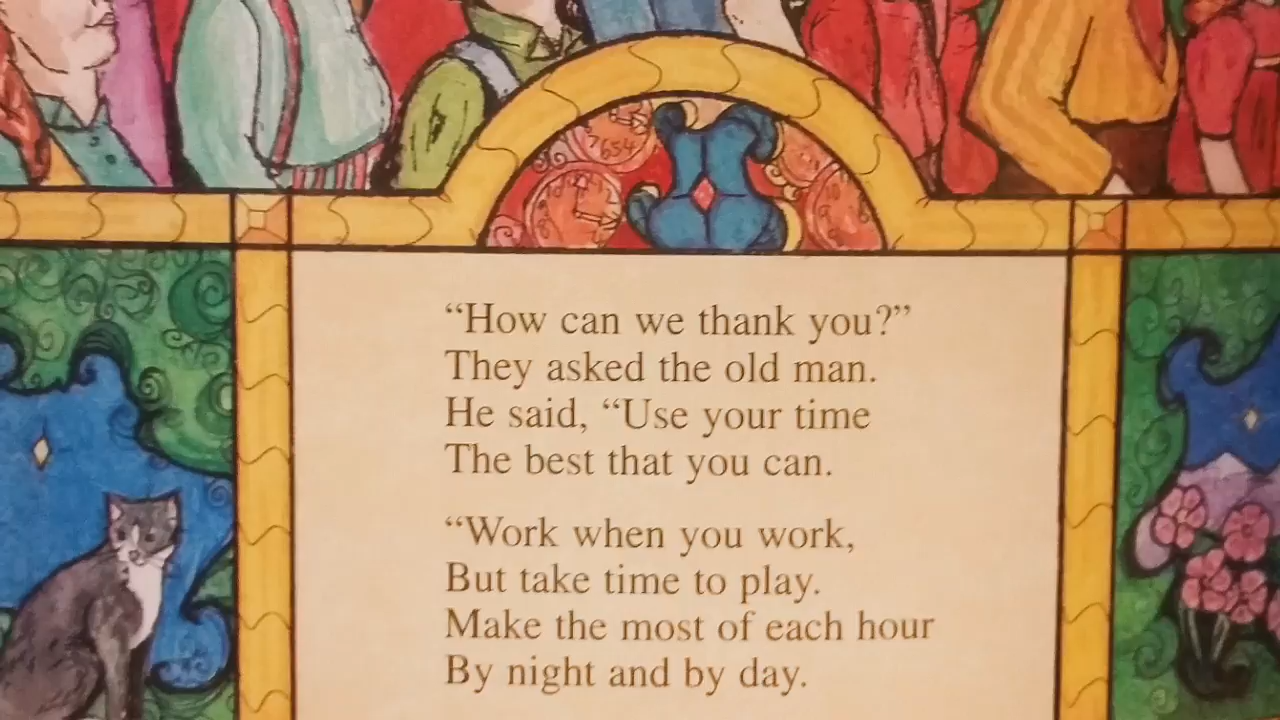 7654
“How can we thank you?”
They asked the old man.
He said, “Use your time
The best that you can.
“Work when you work,
But take time to play.
Make the most of each hour
By night and by day.